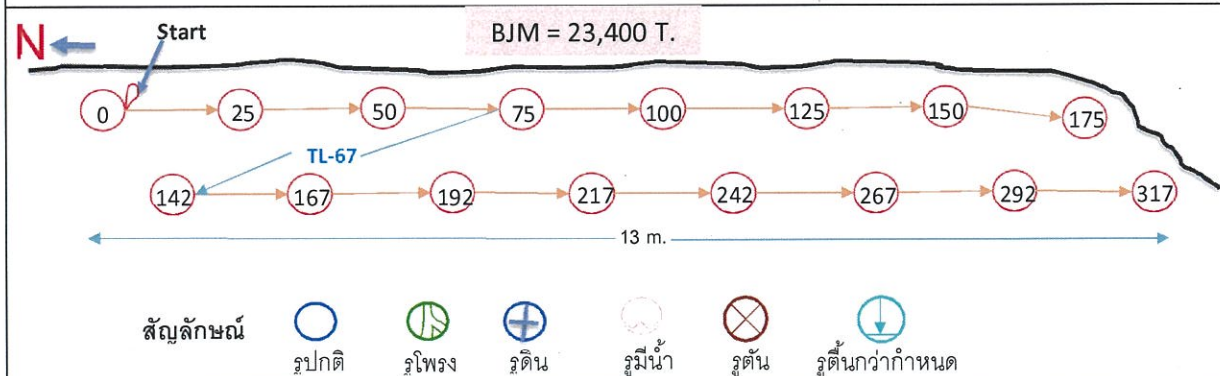 N
Start
BJM = 23,400 T.
0 25 50 75 100 125 150 175
TL-67
142 167 192 217 242 267 292 317
13 m.
สัญลักษณ์
รูปกติ รูโพรง รูดิน รูมีน้ำ รูตัน รูตื้นกว่ากำหนด